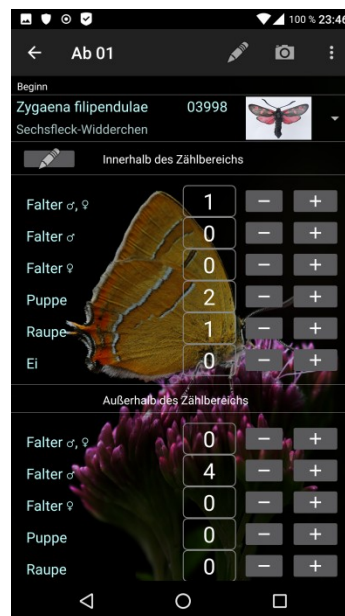 100 % 23:46
Ab 01
Beginn
Zygaena filipendulae 03998
Sechsfleck-Widderchen
Innerhalb des Zählbereichs
Falter ♂, ♀ 1 − +
Falter ♂ 0 − +
Falter ♀ 0 − +
Puppe 2 − +
Raupe 1 − +
Ei 0 − +
Außerhalb des Zählbereichs
Falter ♂, ♀ 0 − +
Falter ♂ 4 − +
Falter ♀ 0 − +
Puppe 0 − +
Raupe 0 − +